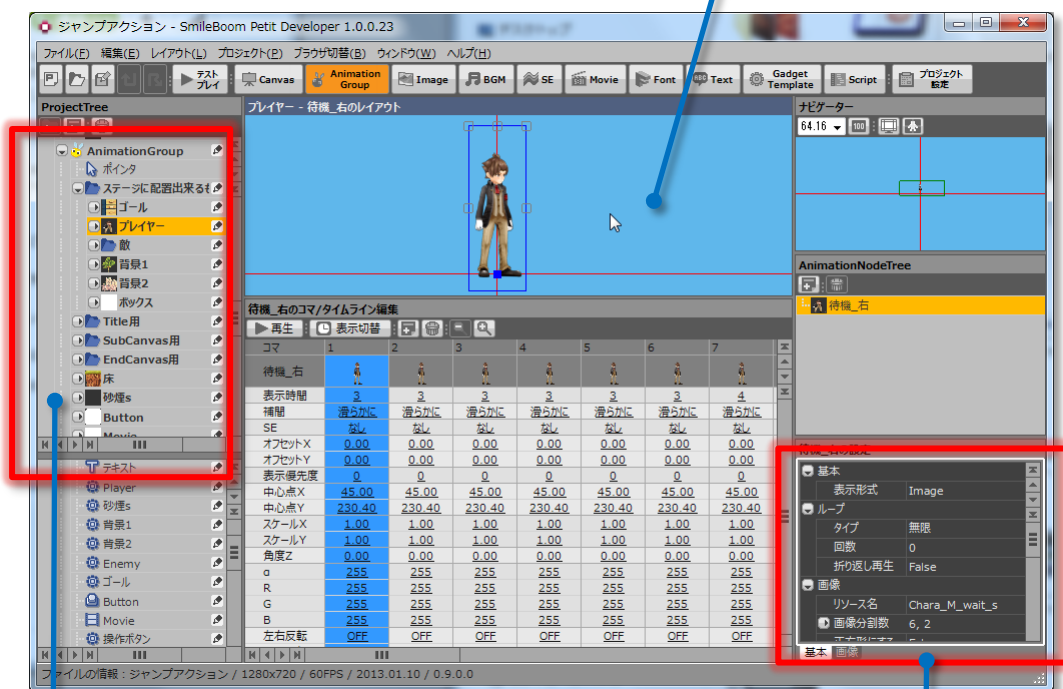 ジャンプアクション - SmileBoom Petit Developer 1.0.0.23
ファイル(F) 編集(E) レイアウト(L) プロジェクト(P) ブラウザ切替(B) ウィンドウ(W) ヘルプ(H)
テストプレイ Canvas Animation Group Image BGM SE Movie Font Text Gadget Template Script プロジェクト設定
ProjectTree
AnimationGroup
ポインタ
ステージに配置出来るも
ゴール
プレイヤー
敵
背景1
背景2
ボックス
Title用
SubCanvas用
EndCanvas用
床
砂煙s
Button
Movie
テキスト
Player
砂煙s
背景1
背景2
Enemy
ゴール
Button
Movie
操作ボタン
プレイヤー - 待機_右のレイアウト
待機_右のコマ/タイムライン編集
再生 表示切替
コマ 1 2 3 4 5 6 7
待機_右
表示時間 3 3 3 3 3 3 4
補間 滑らかに 滑らかに 滑らかに 滑らかに 滑らかに 滑らかに 滑らかに
SE なし なし なし なし なし なし なし
オフセットX 0.00 0.00 0.00 0.00 0.00 0.00 0.00
オフセットY 0.00 0.00 0.00 0.00 0.00 0.00 0.00
表示優先度 0 0 0 0 0 0 0
中心点X 45.00 45.00 45.00 45.00 45.00 45.00 45.00
中心点Y 230.40 230.40 230.40 230.40 230.40 230.40 230.40
スケールX 1.00 1.00 1.00 1.00 1.00 1.00 1.00
スケールY 1.00 1.00 1.00 1.00 1.00 1.00 1.00
角度Z 0.00 0.00 0.00 0.00 0.00 0.00 0.00
α 255 255 255 255 255 255 255
R 255 255 255 255 255 255 255
G 255 255 255 255 255 255 255
B 255 255 255 255 255 255 255
左右反転 OFF OFF OFF OFF OFF OFF OFF
ナビゲーター
64.16 100
AnimationNodeTree
待機_右
待機_右の設定
基本
表示形式 Image
ループ
タイプ 無限
回数 0
折り返し再生 False
画像
リソース名 Chara_M_wait_s
画像分割数 6, 2
基本 画像
ファイルの情報 : ジャンプアクション / 1280x720 / 60FPS / 2013.01.10 / 0.9.0.0